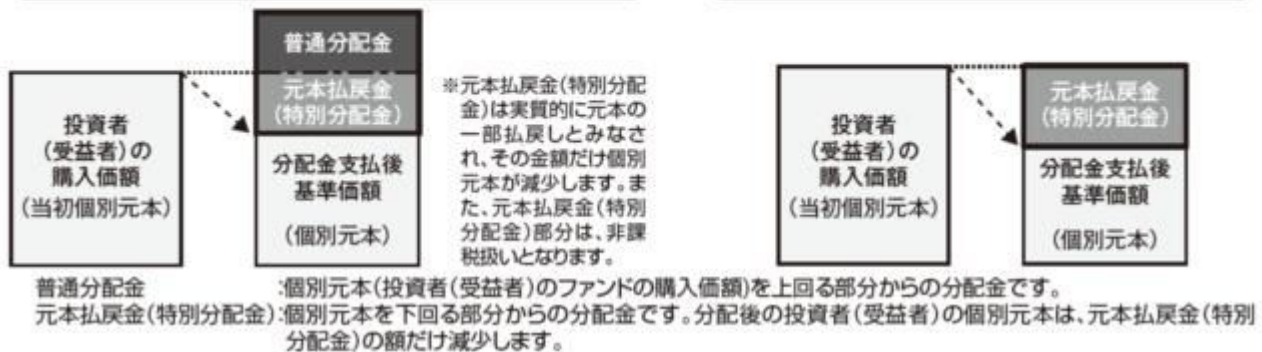 普通分配金
元本払戻金
(特別分配金)
投資者
(受益者)の
購入価額
(当初個別元本)
分配金支払後
基準価額
(個別元本)
※元本払戻金(特別分配
金)は実質的に元本の
一部払戻しとみなさ
れ、その金額だけ個別
元本が減少します。ま
た、元本払戻金(特別
分配金)部分は、非課
税扱いとなります。
投資者
(受益者)の
購入価額
(当初個別元本)
元本払戻金
(特別分配金)
分配金支払後
基準価額
(個別元本)
普通分配金 :個別元本(投資者(受益者)のファンドの購入価額)を上回る部分からの分配金です。
元本払戻金(特別分配金):個別元本を下回る部分からの分配金です。分配後の投資者(受益者)の個別元本は、元本払戻金(特別
分配金)の額だけ減少します。